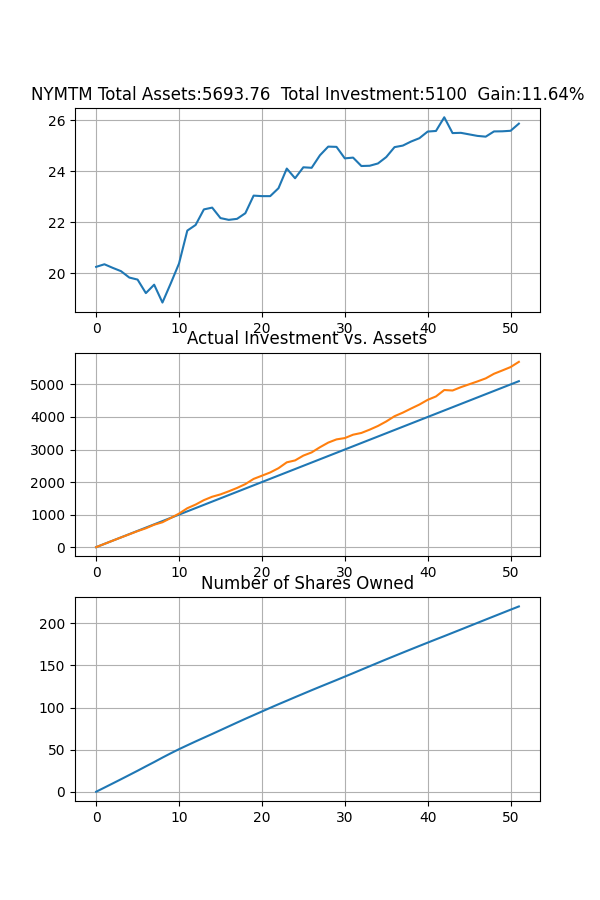 NYMTM Total Assets:5693.76  Total Investment:5100  Gain:11.64%
26
24
22
20
0 10 20 30 40 50
Actual Investment vs. Assets
5000
4000
3000
2000
1000
0
0 10 20 30 40 50
Number of Shares Owned
200
150
100
50
0
0 10 20 30 40 50